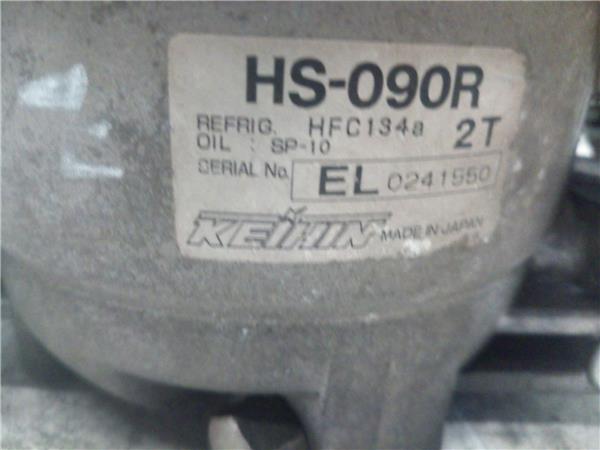 HS-090R
REFRIG. HFC134a 2T
OIL : SP-10
SERIAL No. EL 0241550
KEIHIN MADE IN JAPAN